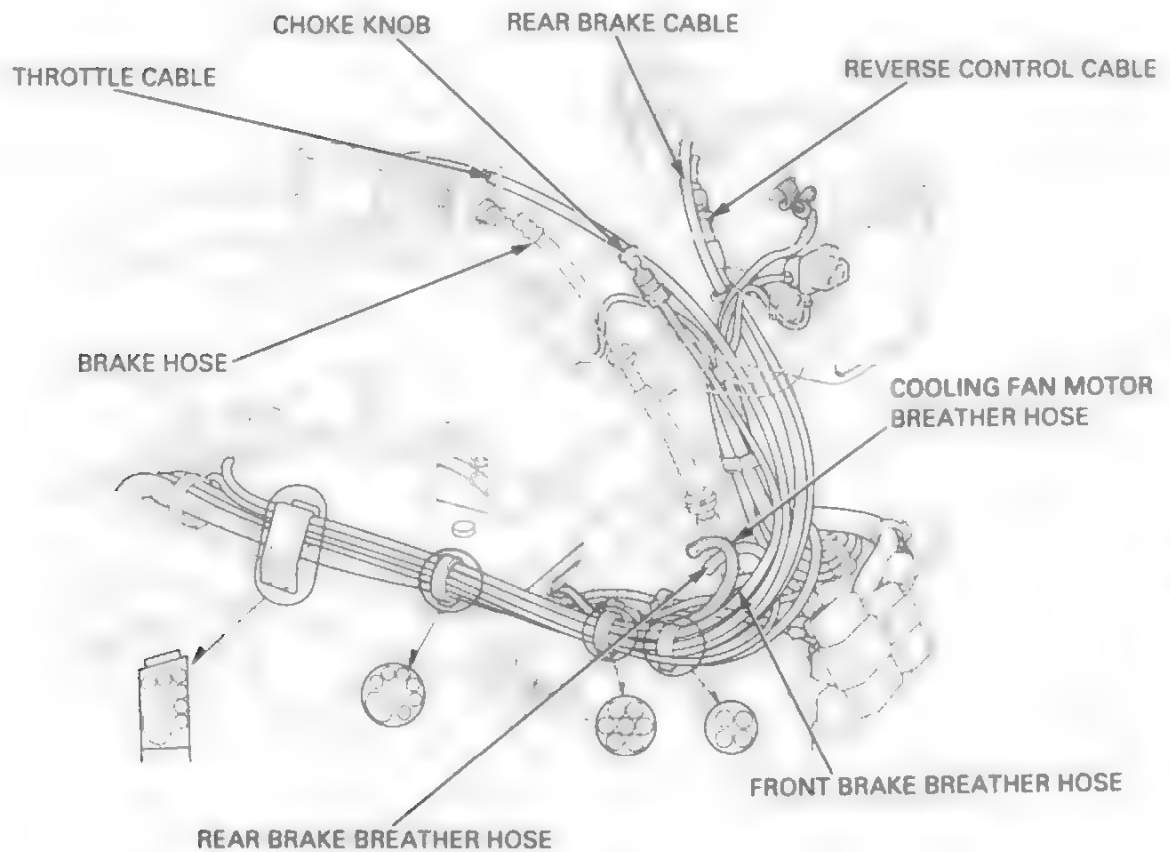 CHOKE KNOB
REAR BRAKE CABLE
THROTTLE CABLE
REVERSE CONTROL CABLE
BRAKE HOSE
COOLING FAN MOTOR
BREATHER HOSE
FRONT BRAKE BREATHER HOSE
REAR BRAKE BREATHER HOSE